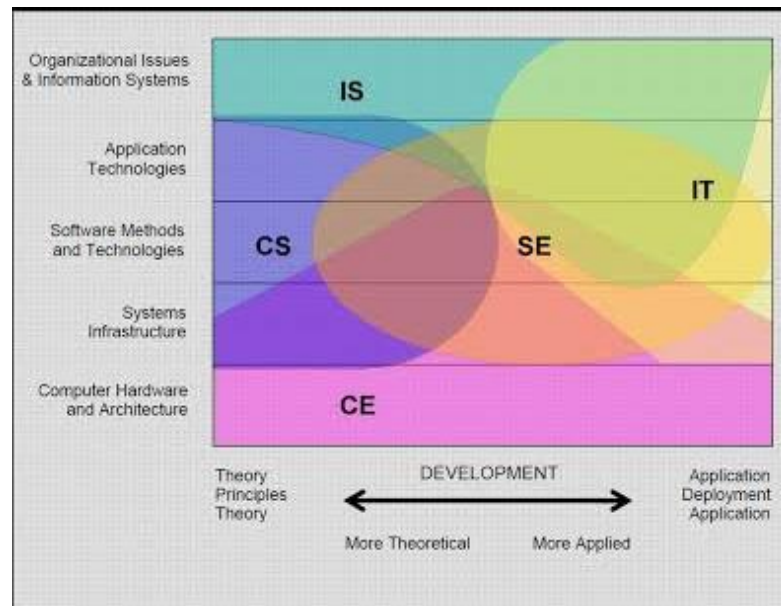 Organizational Issues
& Information Systems
IS
Application
Technologies
IT
Software Methods
and Technologies
CS
SE
Systems
Infrastructure
Computer Hardware
and Architecture
CE
Theory
Principles
Theory
DEVELOPMENT
Application
Deployment
Application
More Theoretical
More Applied